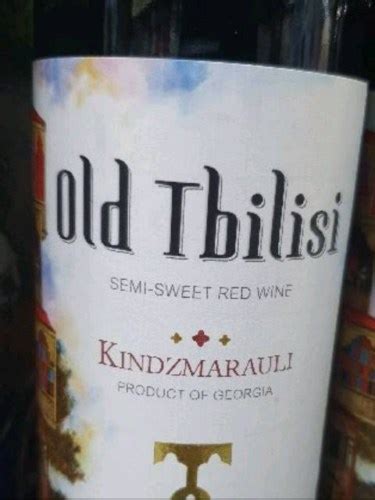 old Tbilisi
SEMI-SWEET RED WINE
KINDZMARAULI
PRODUCT OF GEORGIA